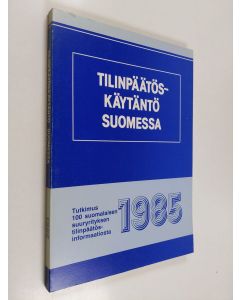 TILINPÄÄTÖS-
KÄYTÄNTÖ
SUOMESSA
Tutkimus
100 suomalaisen
suuryrityksen
tilinpäätös-
informaatiosta
1985